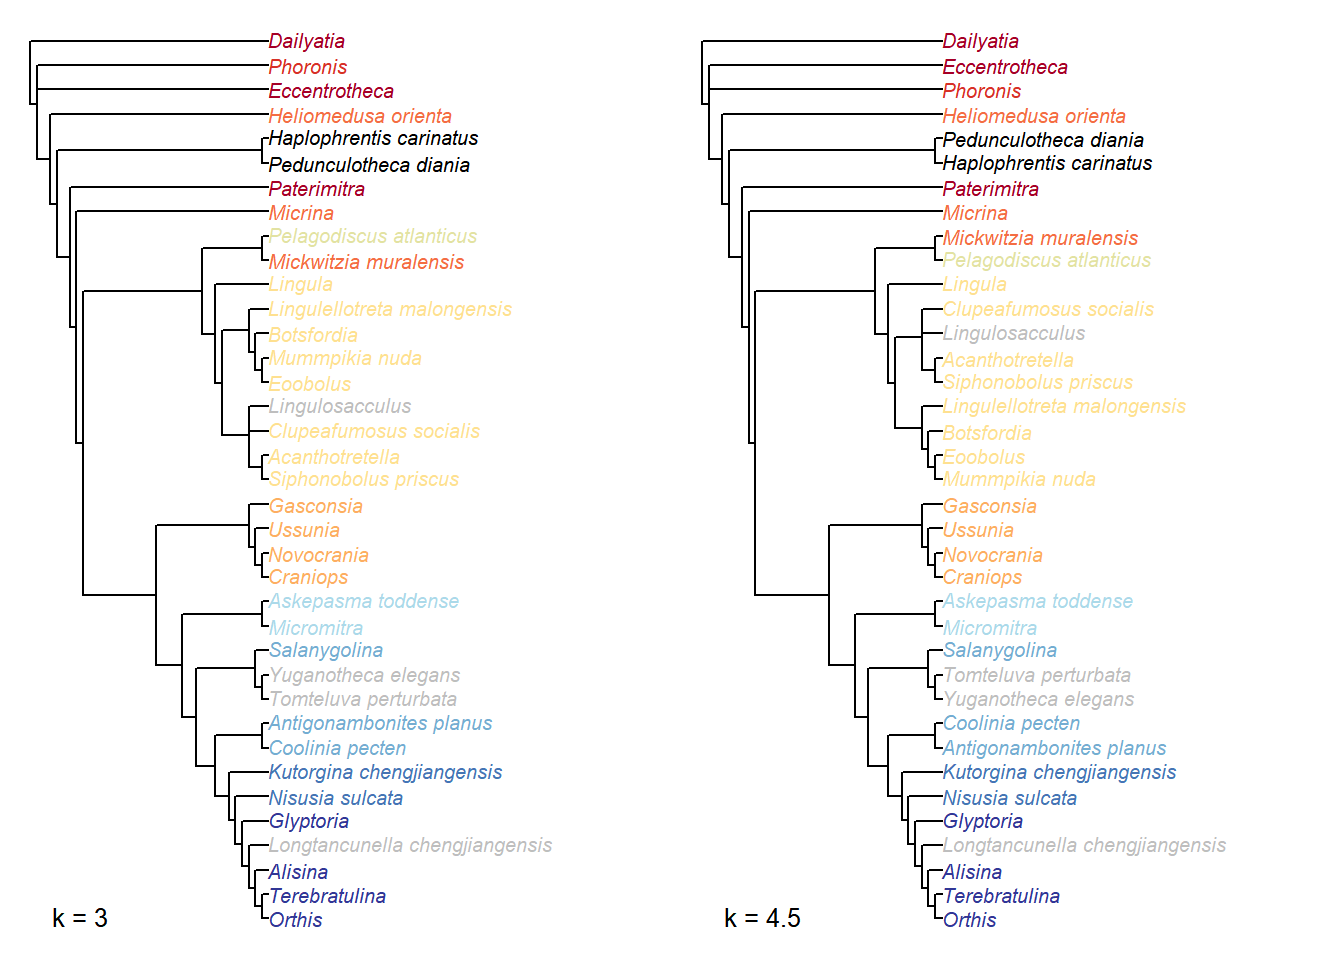 Dailyatia
Phoronis
Eccentrotheca
Heliomedusa orienta
Haplophrentis carinatus
Pedunculotheca diania
Paterimitra
Micrina
Pelagodiscus atlanticus
Mickwitzia muralensis
Lingula
Lingulellotreta malongensis
Botsfordia
Mummpikia nuda
Eoobolus
Lingulosacculus
Clupeafumosus socialis
Acanthotretella
Siphonobolus priscus
Gasconsia
Ussunia
Novocrania
Craniops
Askepasma toddense
Micromitra
Salanygolina
Yuganotheca elegans
Tomteluva perturbata
Antigonambonites planus
Coolinia pecten
Kutorgina chengjiangensis
Nisusia sulcata
Glyptoria
Longtancunella chengjiangensis
Alisina
Terebratulina
Orthis
k = 3
Dailyatia
Eccentrotheca
Phoronis
Heliomedusa orienta
Pedunculotheca diania
Haplophrentis carinatus
Paterimitra
Micrina
Mickwitzia muralensis
Pelagodiscus atlanticus
Lingula
Clupeafumosus socialis
Lingulosacculus
Acanthotretella
Siphonobolus priscus
Lingulellotreta malongensis
Botsfordia
Eoobolus
Mummpikia nuda
Gasconsia
Ussunia
Novocrania
Craniops
Askepasma toddense
Micromitra
Salanygolina
Tomteluva perturbata
Yuganotheca elegans
Coolinia pecten
Antigonambonites planus
Kutorgina chengjiangensis
Nisusia sulcata
Glyptoria
Longtancunella chengjiangensis
Alisina
Terebratulina
Orthis
k = 4.5